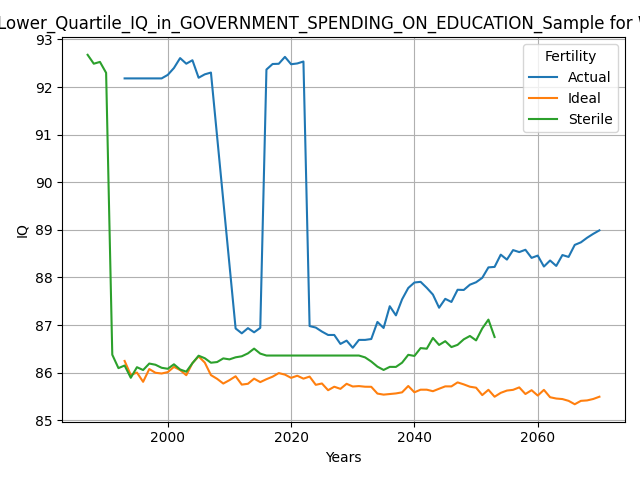 Lower_Quartile_IQ_in_GOVERNMENT_SPENDING_ON_EDUCATION_Sample for
93
92
91
90
89
88
87
86
85
IQ
Fertility
Actual
Ideal
Sterile
2000
2020
2040
2060
Years